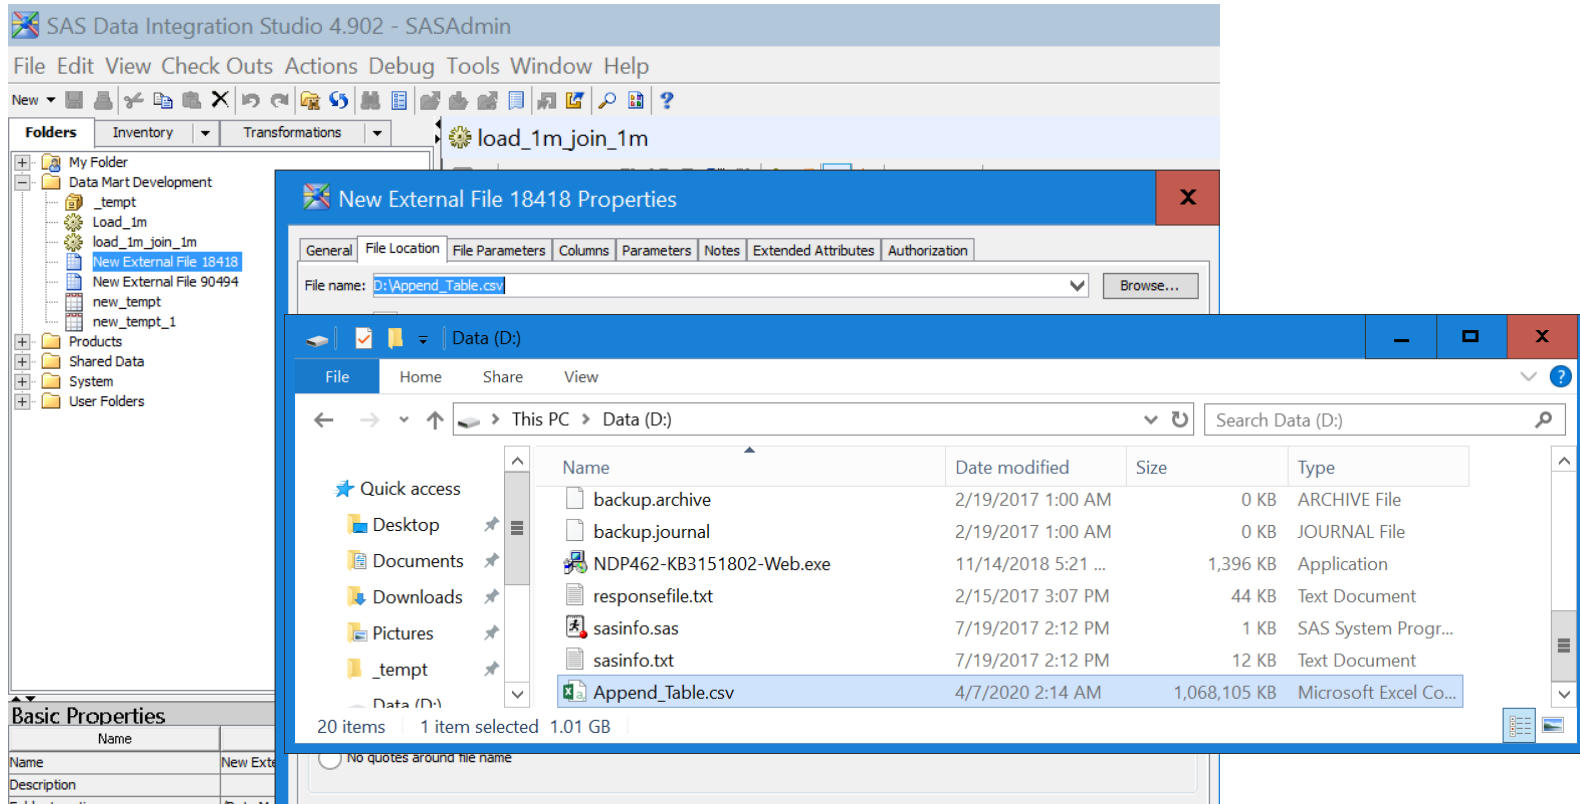 SAS Data Integration Studio 4.902 - SASAdmin
File Edit View Check Outs Actions Debug Tools Window Help
New
Folders Inventory Transformations
load_1m_join_1m
My Folder
Data Mart Development
_tempt
Load_1m
load_1m_join_1m
New External File 18418
New External File 90494
new_tempt
new_tempt_1
Products
Shared Data
System
User Folders
New External File 18418 Properties
General File Location File Parameters Columns Parameters Notes Extended Attributes Authorization
File name: D:\Append_Table.csv Browse...
Data (D:)
File Home Share View
This PC > Data (D:) Search Data (D:)
Quick access
Desktop
Documents
Downloads
Pictures
_tempt
Data (D:)
Name Date modified Size Type
backup.archive 2/19/2017 1:00 AM 0 KB ARCHIVE File
backup.journal 2/19/2017 1:00 AM 0 KB JOURNAL File
NDP462-KB3151802-Web.exe 11/14/2018 5:21 ... 1,396 KB Application
responsefile.txt 2/15/2017 3:07 PM 44 KB Text Document
sasinfo.sas 7/19/2017 2:12 PM 1 KB SAS System Progr...
sasinfo.txt 7/19/2017 2:12 PM 12 KB Text Document
Append_Table.csv 4/7/2020 2:14 AM 1,068,105 KB Microsoft Excel Co...
20 items 1 item selected 1.01 GB
No quotes around file name
Basic Properties
Name
Name New Exte
Description